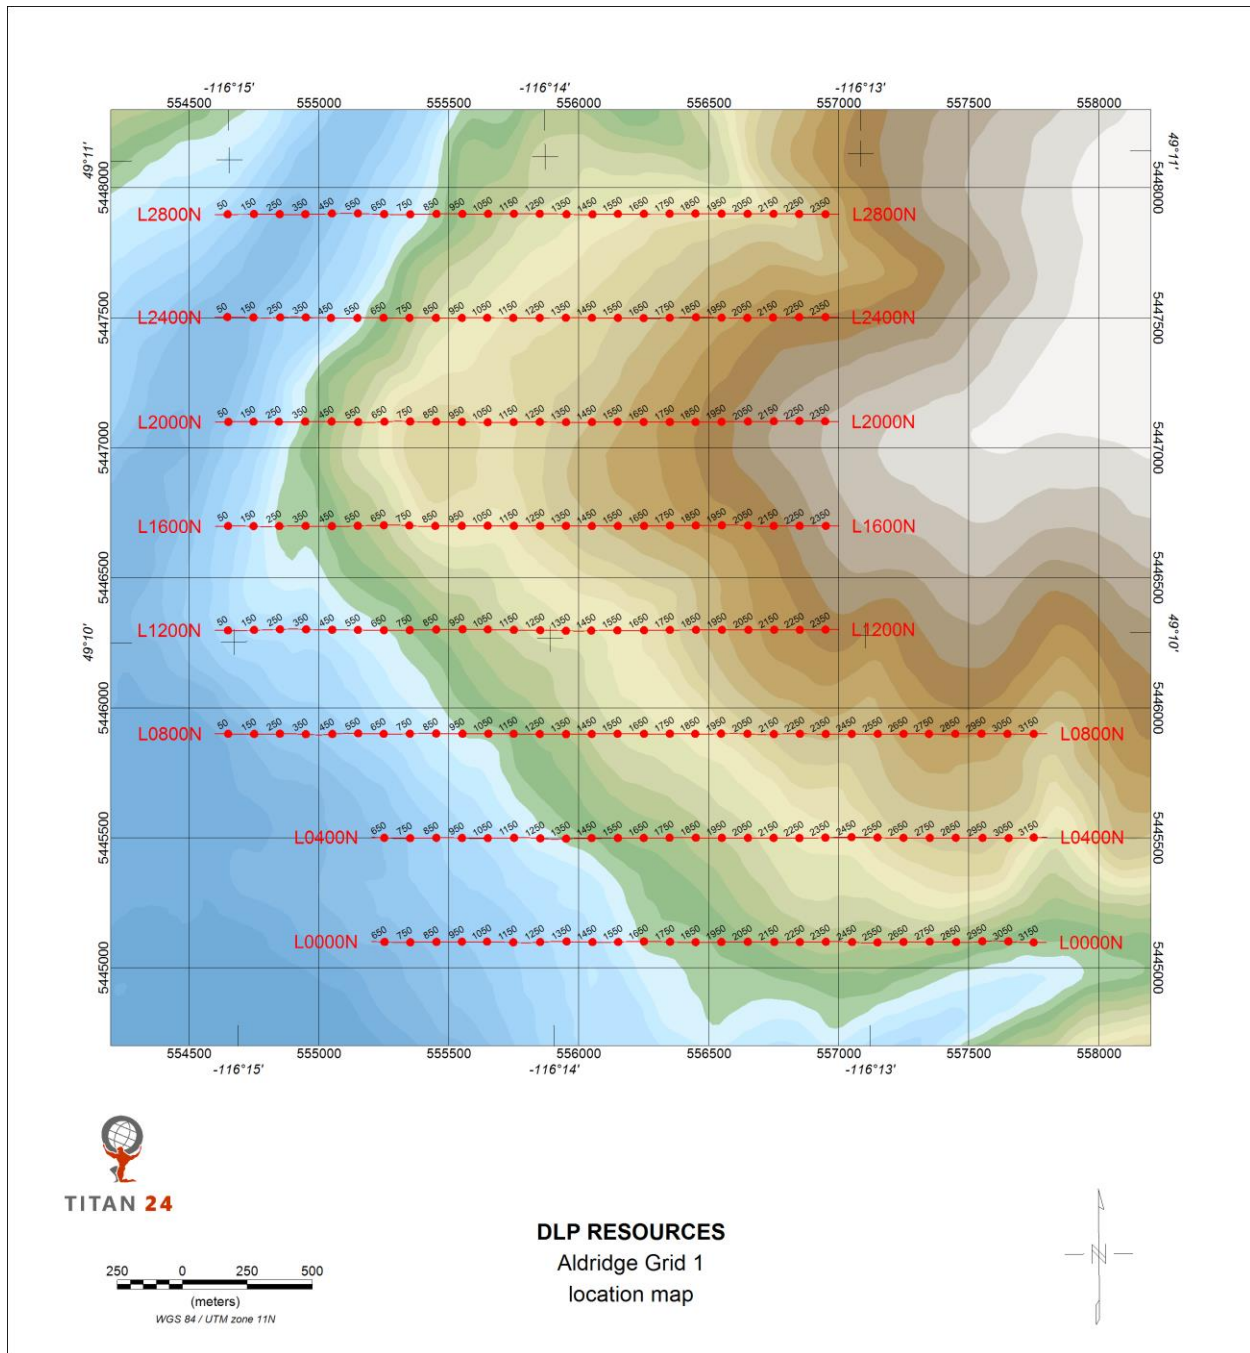 -116°15' -116°14' -116°13'
554500 555000 555500 556000 556500 557000 557500 558000
49°11' 49°11'
5448000 5448000
50 150 250 350 450 550 650 750 850 950 1050 1150 1250 1350 1450 1550 1650 1750 1850 1950 2050 2150 2250 2350
L2800N L2800N
50 150 250 350 450 550 650 750 850 950 1050 1150 1250 1350 1450 1550 1650 1750 1850 1950 2050 2150 2250 2350
L2400N L2400N
5447500 5447500
50 150 250 350 450 550 650 750 850 950 1050 1150 1250 1350 1450 1550 1650 1750 1850 1950 2050 2150 2250 2350
L2000N L2000N
5447000 5447000
50 150 250 350 450 550 650 750 850 950 1050 1150 1250 1350 1450 1550 1650 1750 1850 1950 2050 2150 2250 2350
L1600N L1600N
5446500 5446500
50 150 250 350 450 550 650 750 850 950 1050 1150 1250 1350 1450 1550 1650 1750 1850 1950 2050 2150 2250 2350
L1200N L1200N
49°10' 49°10'
5446000 5446000
50 150 250 350 450 550 650 750 850 950 1050 1150 1250 1350 1450 1550 1650 1750 1850 1950 2050 2150 2250 2350 2450 2550 2650 2750 2850 2950 3050 3150
L0800N L0800N
650 750 850 950 1050 1150 1250 1350 1450 1550 1650 1750 1850 1950 2050 2150 2250 2350 2450 2550 2650 2750 2850 2950 3050 3150
L0400N L0400N
5445500 5445500
650 750 850 950 1050 1150 1250 1350 1450 1550 1650 1750 1850 1950 2050 2150 2250 2350 2450 2550 2650 2750 2850 2950 3050 3150
L0000N L0000N
5445000 5445000
554500 555000 555500 556000 556500 557000 557500 558000
-116°15' -116°14' -116°13'
TITAN 24
250 0 250 500
(meters)
WGS 84 / UTM zone 11N
DLP RESOURCES
Aldridge Grid 1
location map
N